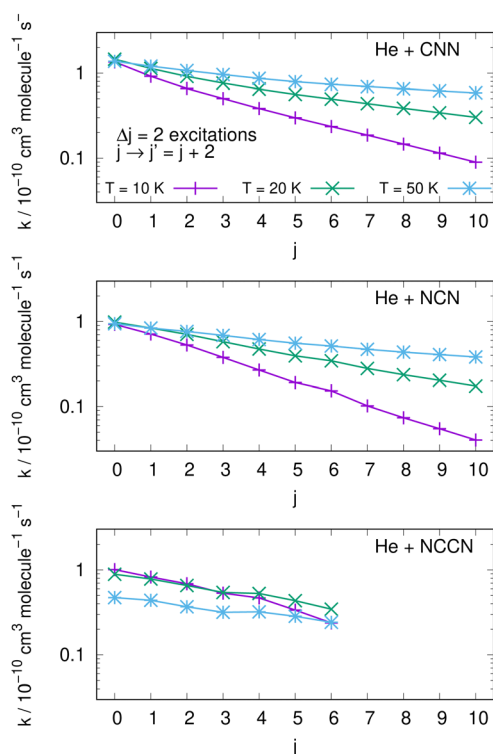 He + CNN
k / 10⁻¹⁰ cm³ molecule⁻¹ s⁻
1
0.1
Δj = 2 excitations
j → j' = j + 2
T = 10 K T = 20 K T = 50 K
0 1 2 3 4 5 6 7 8 9 10
j
He + NCN
k / 10⁻¹⁰ cm³ molecule⁻¹ s⁻¹
1
0.1
0 1 2 3 4 5 6 7 8 9 10
j
He + NCCN
k / 10⁻¹⁰ cm³ molecule⁻¹ s⁻¹
1
0.1
0 1 2 3 4 5 6 7 8 9 10
j